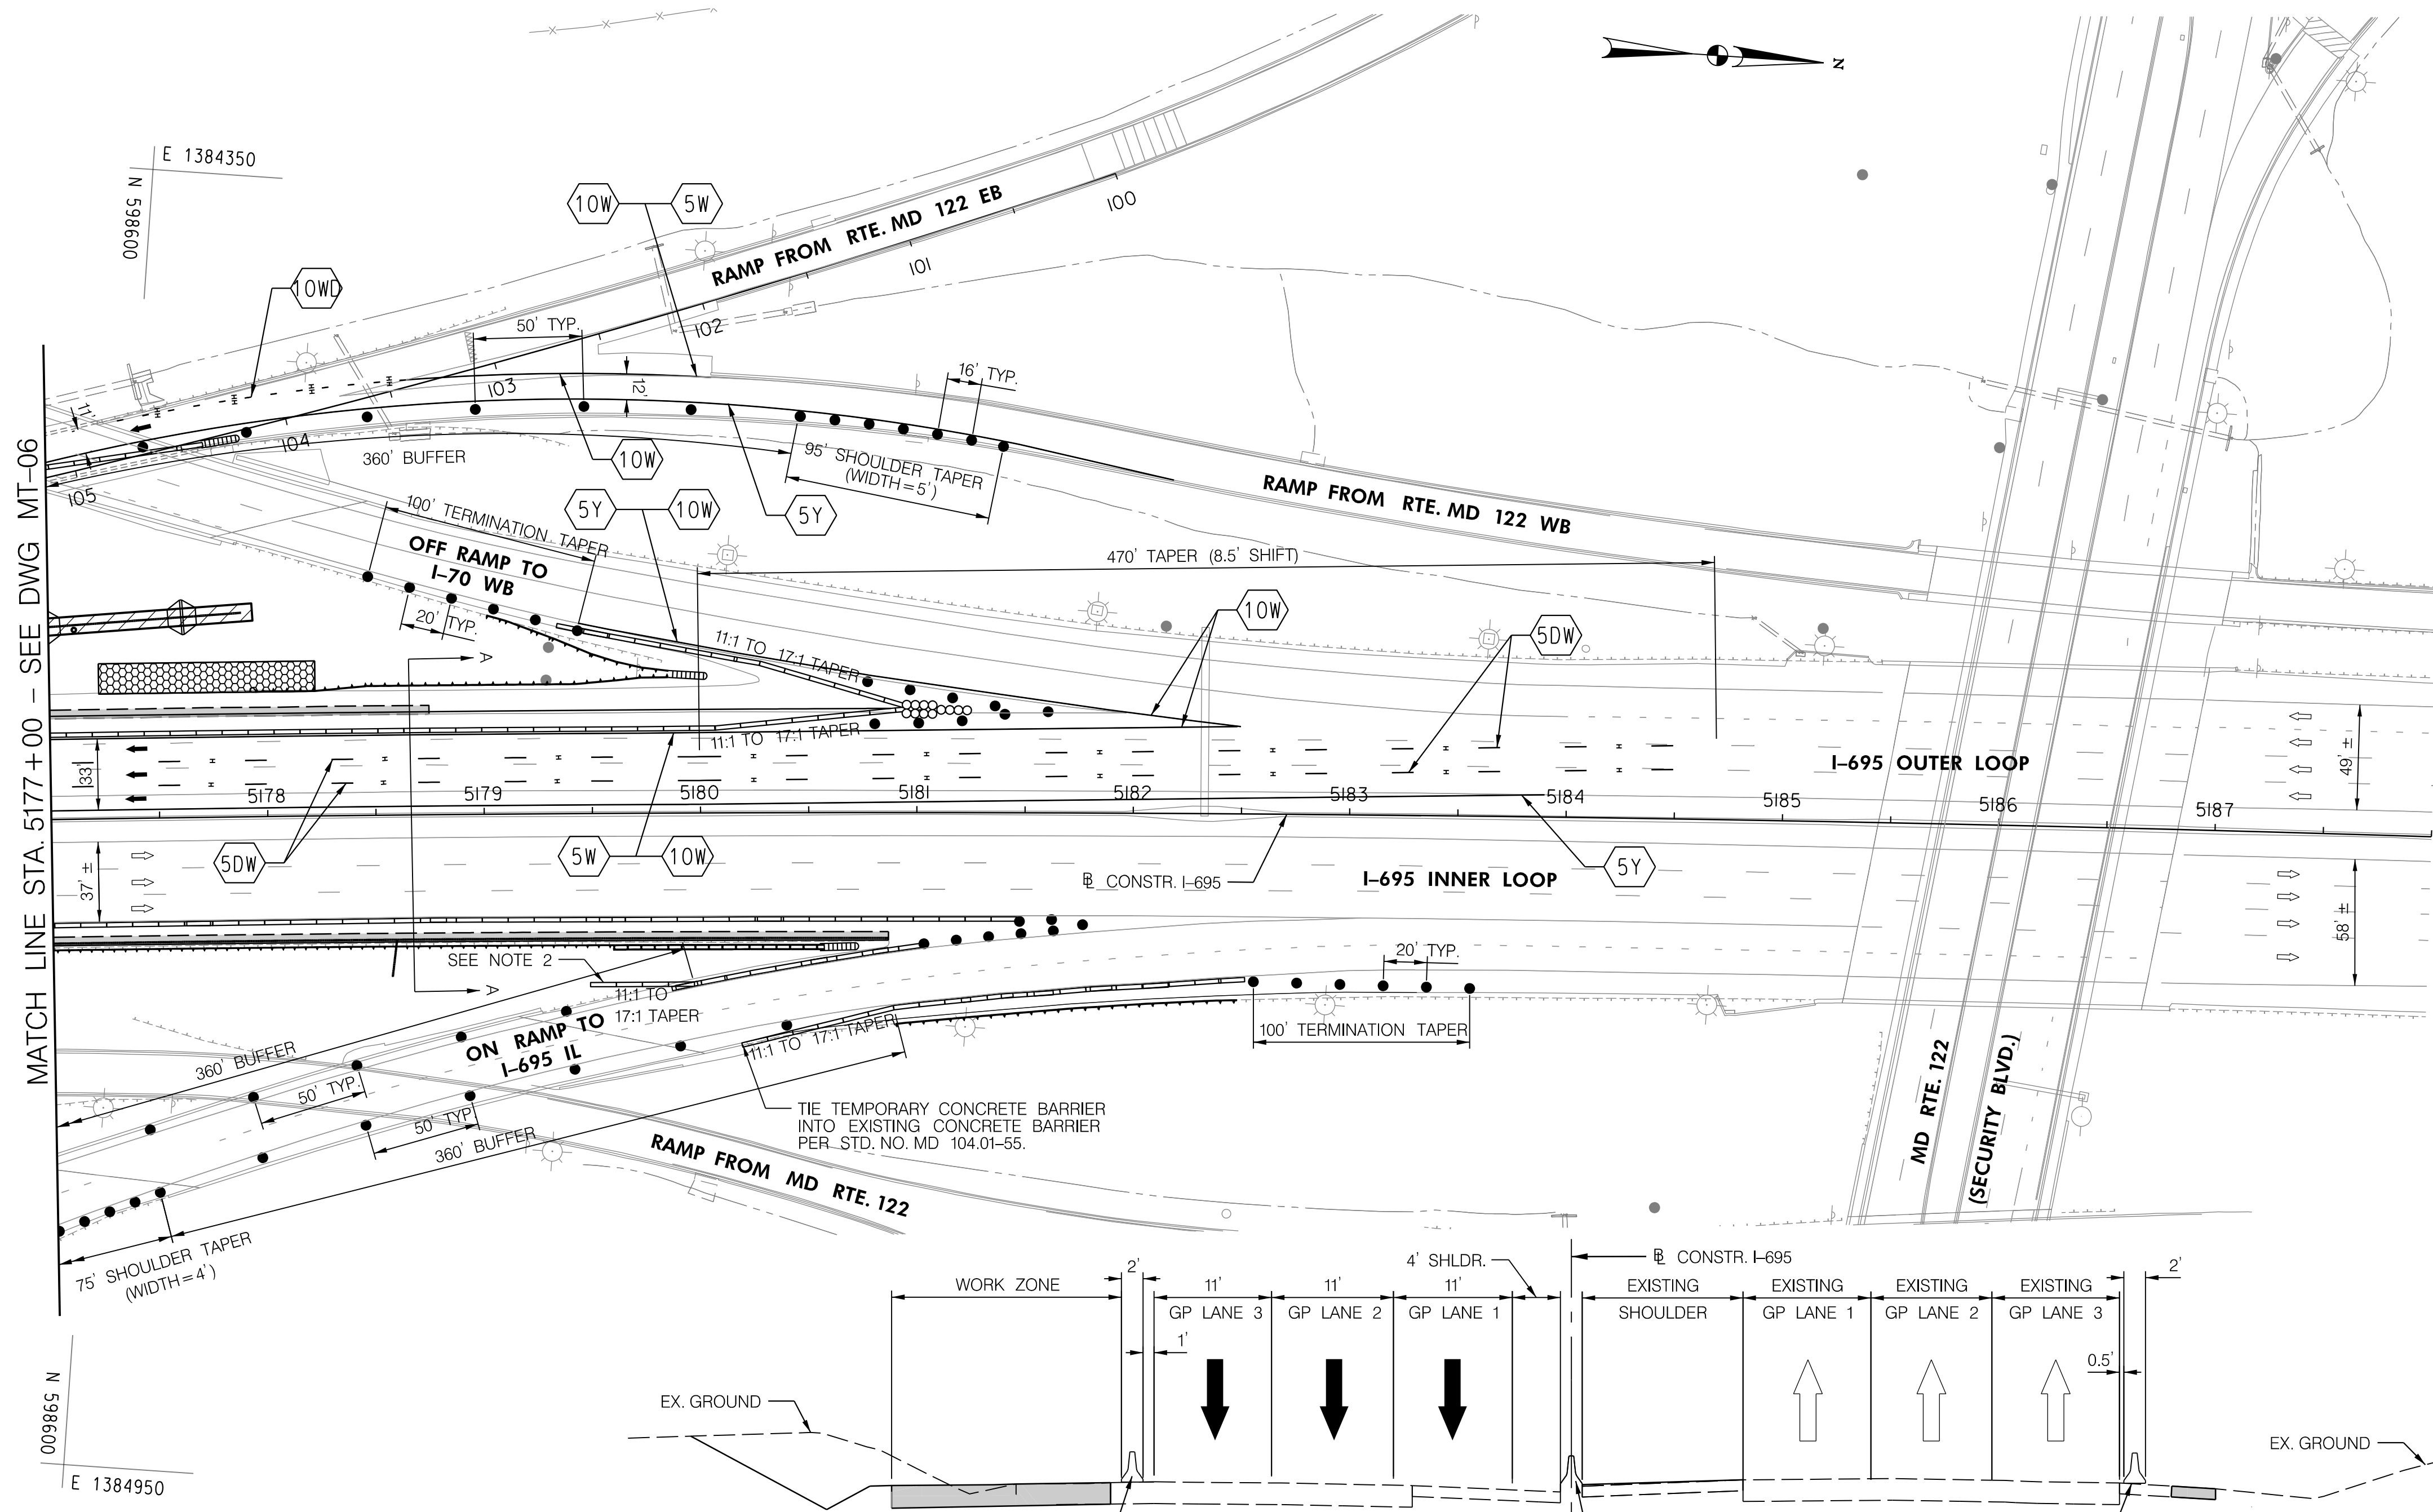 N
E 1384350
N 598600
10W
5W
RAMP FROM RTE. MD 122 EB
100
101
102
103
104
105
10WD
50' TYP.
12'
11'
16' TYP.
360' BUFFER
10W
95' SHOULDER TAPER
(WIDTH=5')
5Y
10W
5Y
RAMP FROM RTE. MD 122 WB
100' TERMINATION TAPER
OFF RAMP TO
I-70 WB
470' TAPER (8.5' SHIFT)
10W
5DW
20' TYP.
A
11:1 TO 17:1 TAPER
11:1 TO 17:1 TAPER
MATCH LINE STA. 5177+00 - SEE DWG MT-06
33'
I-695 OUTER LOOP
49' ±
5178
5179
5180
5181
5182
5183
5184
5185
5186
5187
5DW
5W
10W
5Y
37' ±
℄ CONSTR. I-695
I-695 INNER LOOP
58' ±
SEE NOTE 2
A
11:1 TO
17:1 TAPER
20' TYP.
100' TERMINATION TAPER
ON RAMP TO
I-695 IL
11:1 TO 17:1 TAPER
360' BUFFER
50' TYP.
50' TYP.
360' BUFFER
TIE TEMPORARY CONCRETE BARRIER
INTO EXISTING CONCRETE BARRIER
PER STD. NO. MD 104.01-55.
RAMP FROM MD RTE. 122
MD RTE. 122
(SECURITY BLVD.)
75' SHOULDER TAPER
(WIDTH=4')
N 598600
E 1384950
WORK ZONE
2'
11'
GP LANE 3
11'
GP LANE 2
11'
GP LANE 1
4' SHLDR.
℄ CONSTR. I-695
EXISTING
SHOULDER
EXISTING
GP LANE 1
EXISTING
GP LANE 2
EXISTING
GP LANE 3
2'
1'
0.5'
EX. GROUND
EX. GROUND